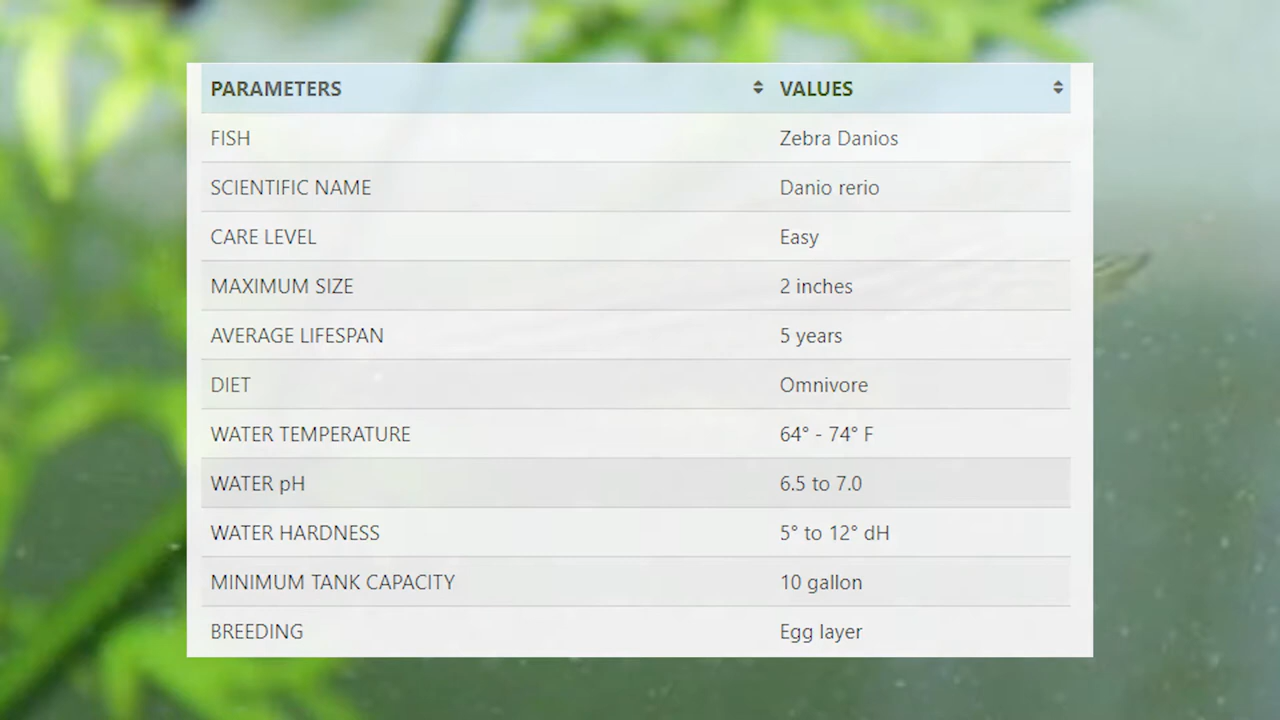 PARAMETERS VALUES
FISH Zebra Danios
SCIENTIFIC NAME Danio rerio
CARE LEVEL Easy
MAXIMUM SIZE 2 inches
AVERAGE LIFESPAN 5 years
DIET Omnivore
WATER TEMPERATURE 64° - 74° F
WATER pH 6.5 to 7.0
WATER HARDNESS 5° to 12° dH
MINIMUM TANK CAPACITY 10 gallon
BREEDING Egg layer